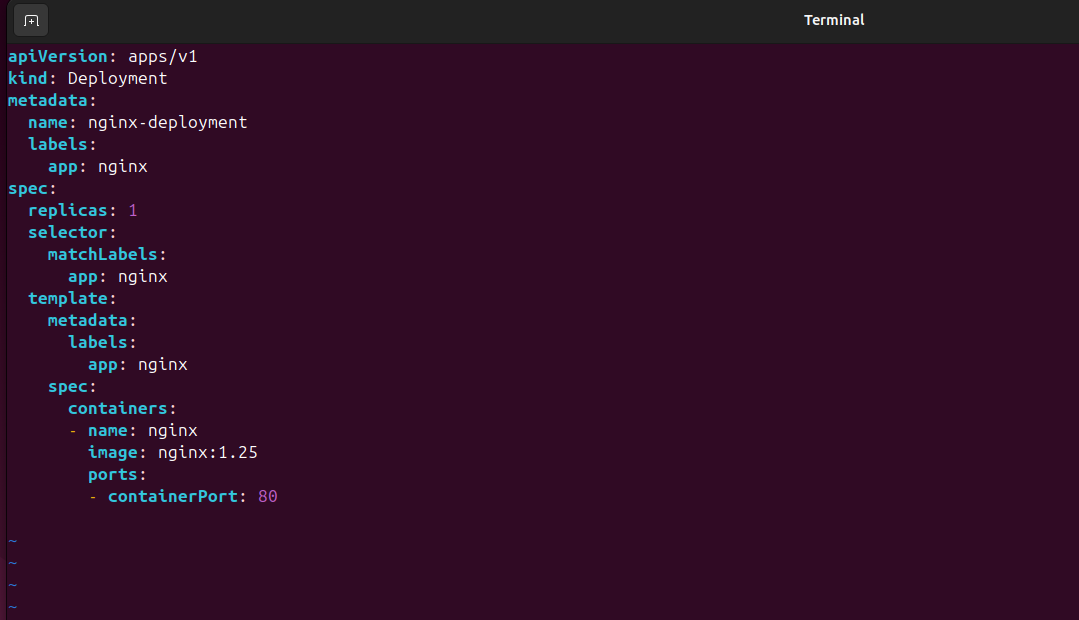 Terminal
apiVersion: apps/v1
kind: Deployment
metadata:
  name: nginx-deployment
  labels:
    app: nginx
spec:
  replicas: 1
  selector:
    matchLabels:
      app: nginx
  template:
    metadata:
      labels:
        app: nginx
    spec:
      containers:
      - name: nginx
        image: nginx:1.25
        ports:
        - containerPort: 80

~
~
~
~